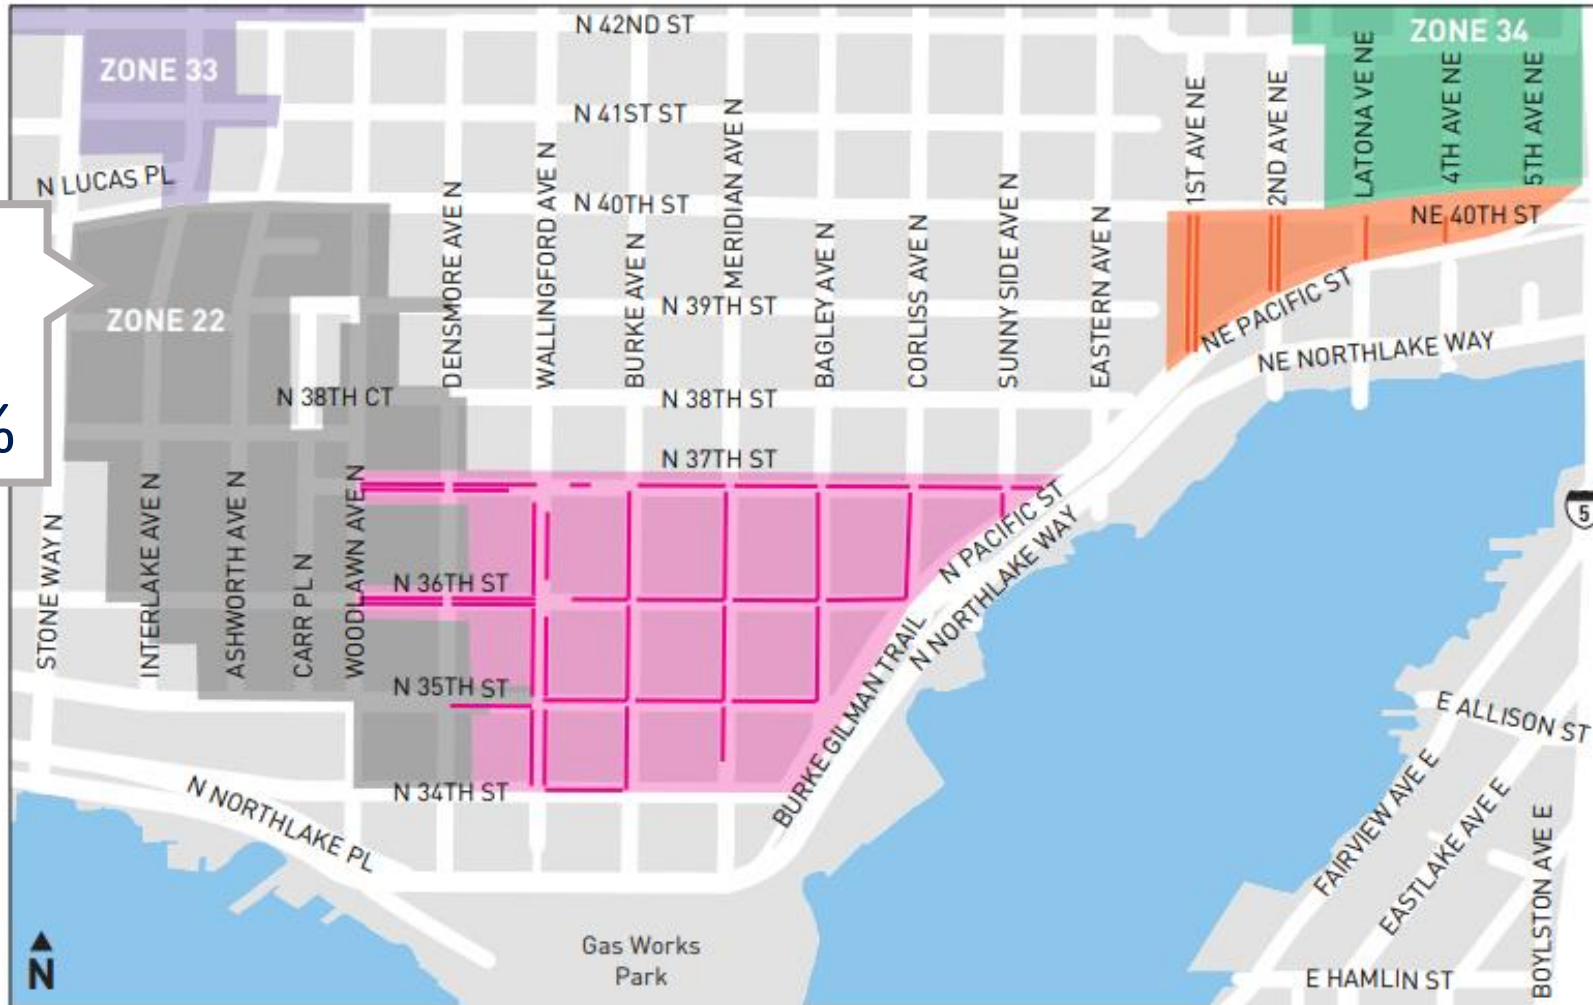 N 42ND ST
ZONE 34
ZONE 33
N 41ST ST
N LUCAS PL
N 40TH ST
DENSMORE AVE N
WALLINGFORD AVE N
BURKE AVE N
MERIDIAN AVE N
BAGLEY AVE N
CORLISS AVE N
SUNNY SIDE AVE N
EASTERN AVE N
1ST AVE NE
2ND AVE NE
LATONA AVE NE
4TH AVE NE
5TH AVE NE
NE 40TH ST
ZONE 22
N 39TH ST
NE PACIFIC ST
NE NORTHLAKE WAY
N 38TH CT
N 38TH ST
%
N 37TH ST
STONE WAY N
INTERLAKE AVE N
ASHWORTH AVE N
CARR PL N
WOODLAWN AVE N
N 36TH ST
N PACIFIC ST
N NORTHLAKE WAY
5
N 35TH ST
BURKE GILMAN TRAIL
N 34TH ST
N NORTHLAKE PL
E ALLISON ST
FAIRVIEW AVE E
EASTLAKE AVE E
BOYLSTON AVE E
Gas Works
Park
N
E HAMLIN ST